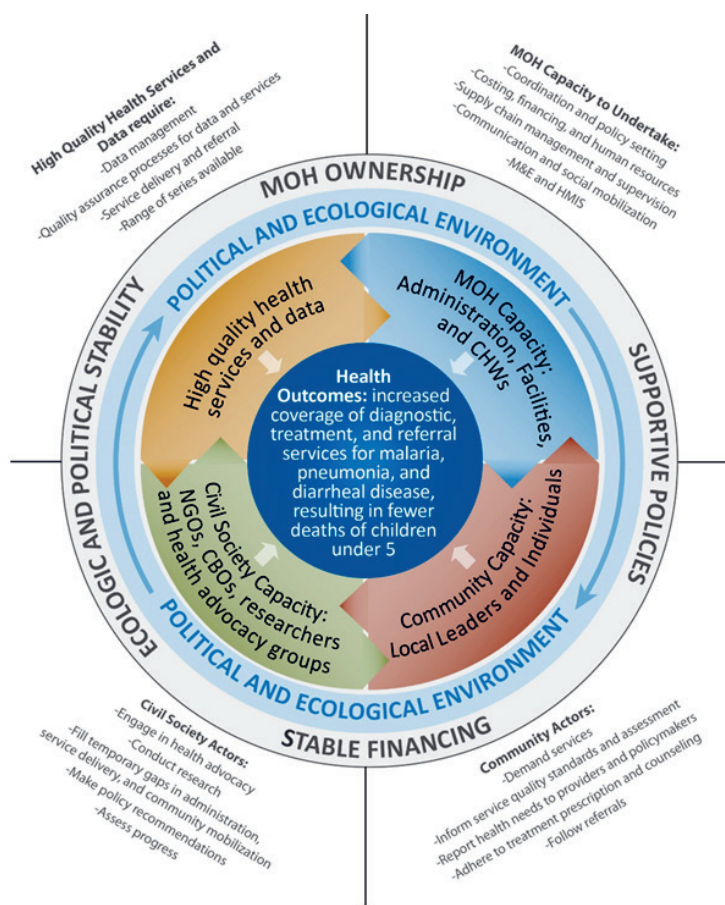 High Quality Health Services and
Data require:
-Data management
-Quality assurance processes for data and services
-Service delivery and referral
-Range of series available
MOH Capacity to Undertake:
-Coordination and policy setting
-Costing, financing, and human resources
-Supply chain management and supervision
-Communication and social mobilization
-M&E and HMIS
MOH OWNERSHIP
POLITICAL AND ECOLOGICAL ENVIRONMENT
ECOLOGIC AND POLITICAL STABILITY
SUPPORTIVE POLICIES
High quality health
services and data
MOH Capacity:
Administration, Facilities,
and CHWs
Health
Outcomes: increased
coverage of diagnostic,
treatment, and referral
services for malaria,
pneumonia, and
diarrheal disease,
resulting in fewer
deaths of children
under 5
Civil Society Capacity:
NGOs, CBOs, researchers
and health advocacy
groups
Community Capacity:
Local Leaders and Individuals
POLITICAL AND ECOLOGICAL ENVIRONMENT
STABLE FINANCING
Civil Society Actors:
-Engage in health advocacy
-Conduct research
-Fill temporary gaps in administration,
service delivery, and community mobilization
-Make policy recommendations
-Assess progress
Community Actors:
-Demand services
-Inform service quality standards and assessment
-Report health needs to providers and policymakers
-Adhere to treatment prescription and counseling
-Follow referrals